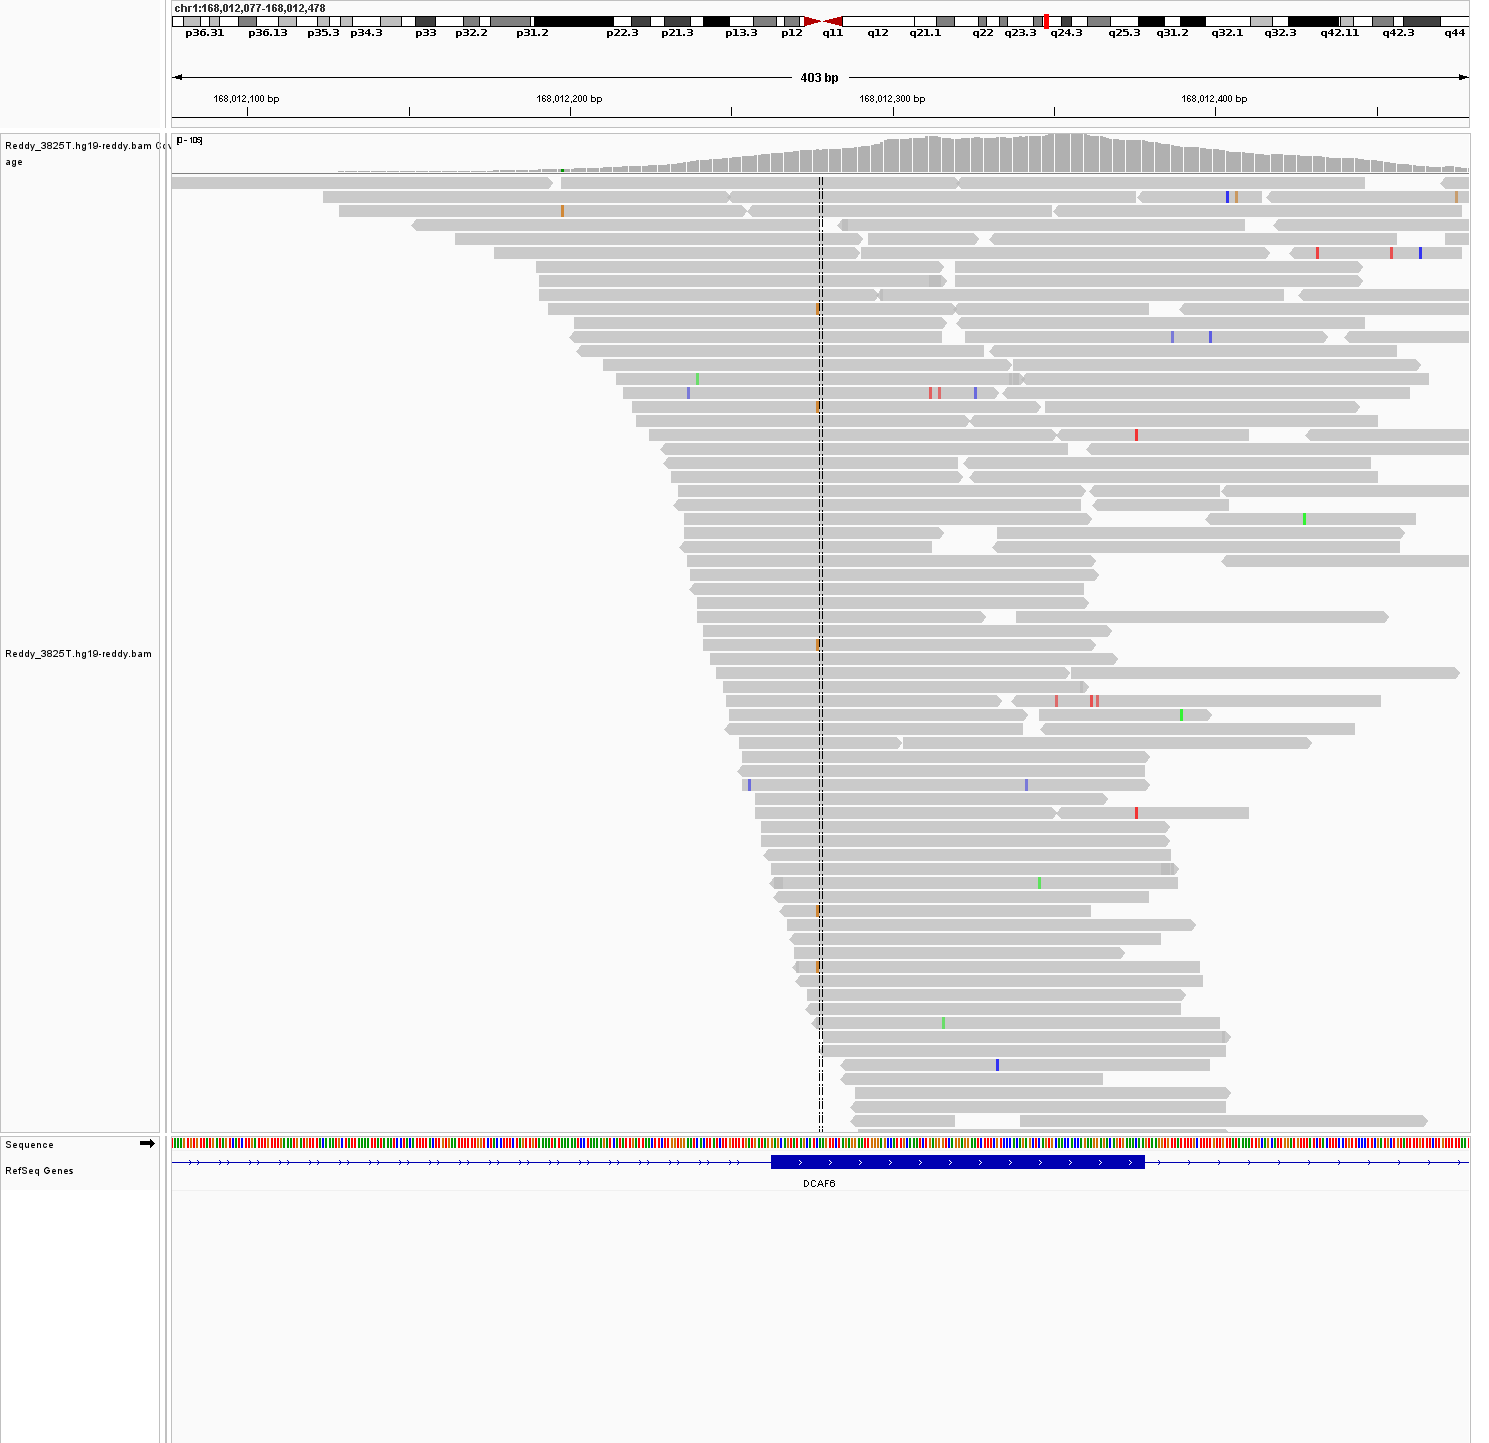 chr1:168,012,077-168,012,478
p36.31 p36.13 p35.3 p34.3 p33 p32.2 p31.2 p22.3 p21.3 p13.3 p12 q11 q12 q21.1 q22 q23.3 q24.3 q25.3 q31.2 q32.1 q32.3 q42.11 q42.3 q44
403 bp
168,012,100 bp 168,012,200 bp 168,012,300 bp 168,012,400 bp
Reddy_3825T.hg19-reddy.bam Cov
age
Reddy_3825T.hg19-reddy.bam
Sequence
RefSeq Genes
DCAF6